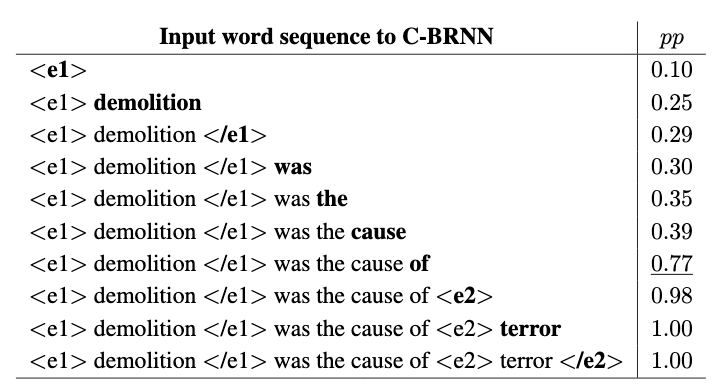 Input word sequence to C-BRNN pp
<e1> 0.10
<e1> demolition 0.25
<e1> demolition </e1> 0.29
<e1> demolition </e1> was 0.30
<e1> demolition </e1> was the 0.35
<e1> demolition </e1> was the cause 0.39
<e1> demolition </e1> was the cause of 0.77
<e1> demolition </e1> was the cause of <e2> 0.98
<e1> demolition </e1> was the cause of <e2> terror 1.00
<e1> demolition </e1> was the cause of <e2> terror </e2> 1.00